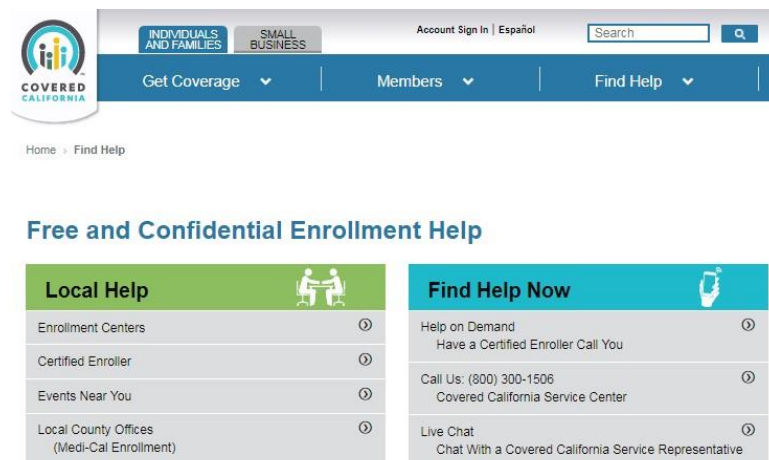 INDIVIDUALS
AND FAMILIES
SMALL
BUSINESS
Account Sign In | Español
Search
COVERED
CALIFORNIA
™
Get Coverage
Members
Find Help
Home › Find Help
Free and Confidential Enrollment Help
Local Help
Enrollment Centers
Certified Enroller
Events Near You
Local County Offices
(Medi-Cal Enrollment)
Find Help Now
Help on Demand
Have a Certified Enroller Call You
Call Us: (800) 300-1506
Covered California Service Center
Live Chat
Chat With a Covered California Service Representative